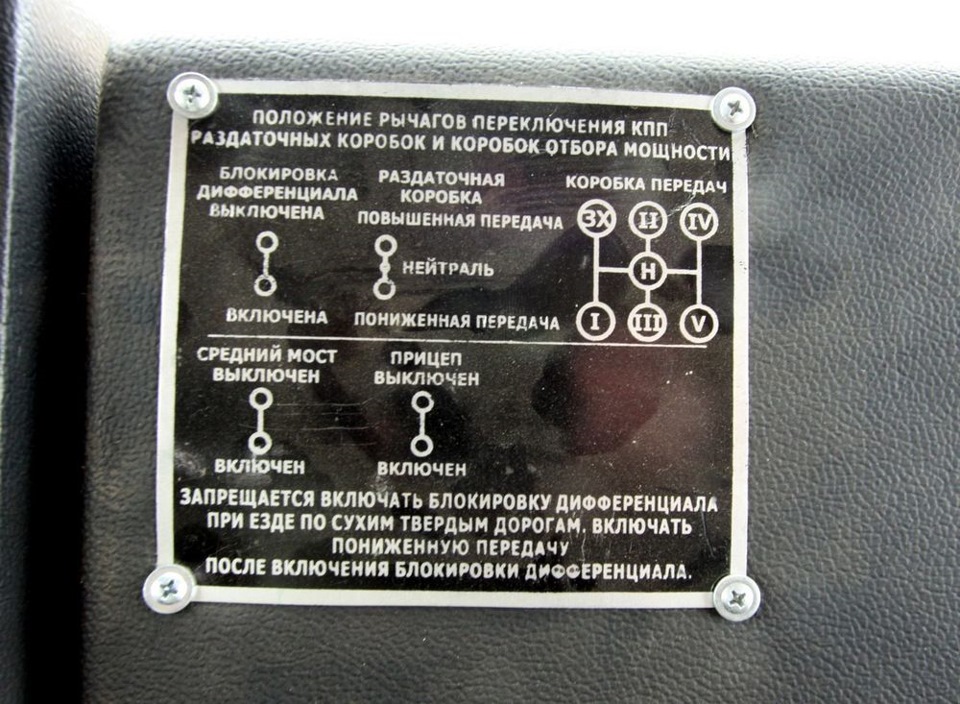 ПОЛОЖЕНИЕ РЫЧАГОВ ПЕРЕКЛЮЧЕНИЯ КПП
РАЗДАТОЧНЫХ КОРОБОК И КОРОБОК ОТБОРА МОЩНОСТИ
БЛОКИРОВКА
ДИФФЕРЕНЦИАЛА
ВЫКЛЮЧЕНА
ВКЛЮЧЕНА
РАЗДАТОЧНАЯ
КОРОБКА
ПОВЫШЕННАЯ ПЕРЕДАЧА
НЕЙТРАЛЬ
ПОНИЖЕННАЯ ПЕРЕДАЧА
КОРОБКА ПЕРЕДАЧ
ЗХ II IV
Н
I III V
СРЕДНИЙ МОСТ
ВЫКЛЮЧЕН
ВКЛЮЧЕН
ПРИЦЕП
ВЫКЛЮЧЕН
ВКЛЮЧЕН
ЗАПРЕЩАЕТСЯ ВКЛЮЧАТЬ БЛОКИРОВКУ ДИФФЕРЕНЦИАЛА
ПРИ ЕЗДЕ ПО СУХИМ ТВЕРДЫМ ДОРОГАМ. ВКЛЮЧАТЬ
ПОНИЖЕННУЮ ПЕРЕДАЧУ
ПОСЛЕ ВКЛЮЧЕНИЯ БЛОКИРОВКИ ДИФФЕРЕНЦИАЛА.